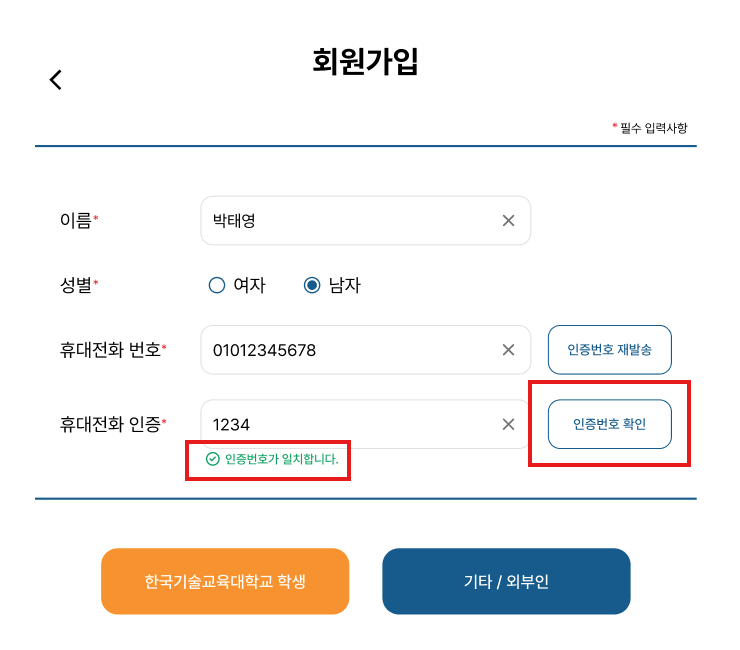 회원가입
* 필수 입력사항
이름* 박태영
성별* 여자 남자
휴대전화 번호* 01012345678 인증번호 재발송
휴대전화 인증* 1234 인증번호 확인
인증번호가 일치합니다.
한국기술교육대학교 학생 기타 / 외부인